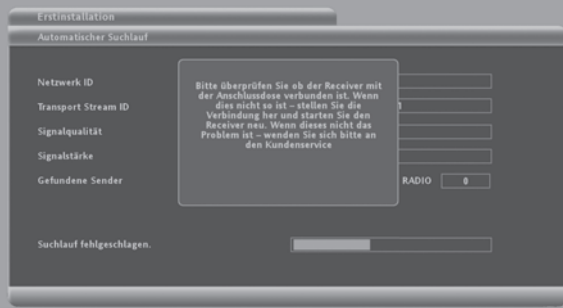 Erstinstallation
Automatischer Suchlauf
Netzwerk ID
Bitte überprüfen Sie ob der Receiver mit
der Anschlussdose verbunden ist. Wenn
dies nicht so ist – stellen Sie die
Verbindung her und starten Sie den
Receiver neu. Wenn dieses nicht das
Problem ist – wenden Sie sich bitte an
den Kundenservice
Transport Stream ID
1
Signalqualität
Signalstärke
Gefundene Sender
RADIO 0
Suchlauf fehlgeschlagen.